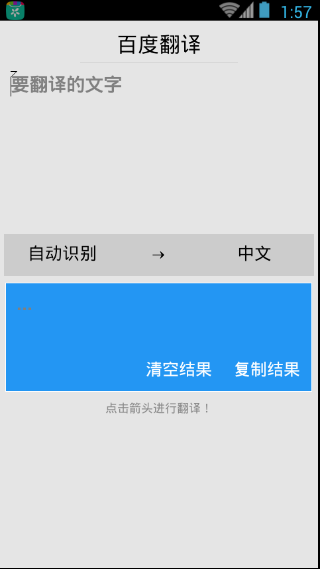 1:57
百度翻译
要翻译的文字
自动识别 → 中文
清空结果 复制结果
点击箭头进行翻译！